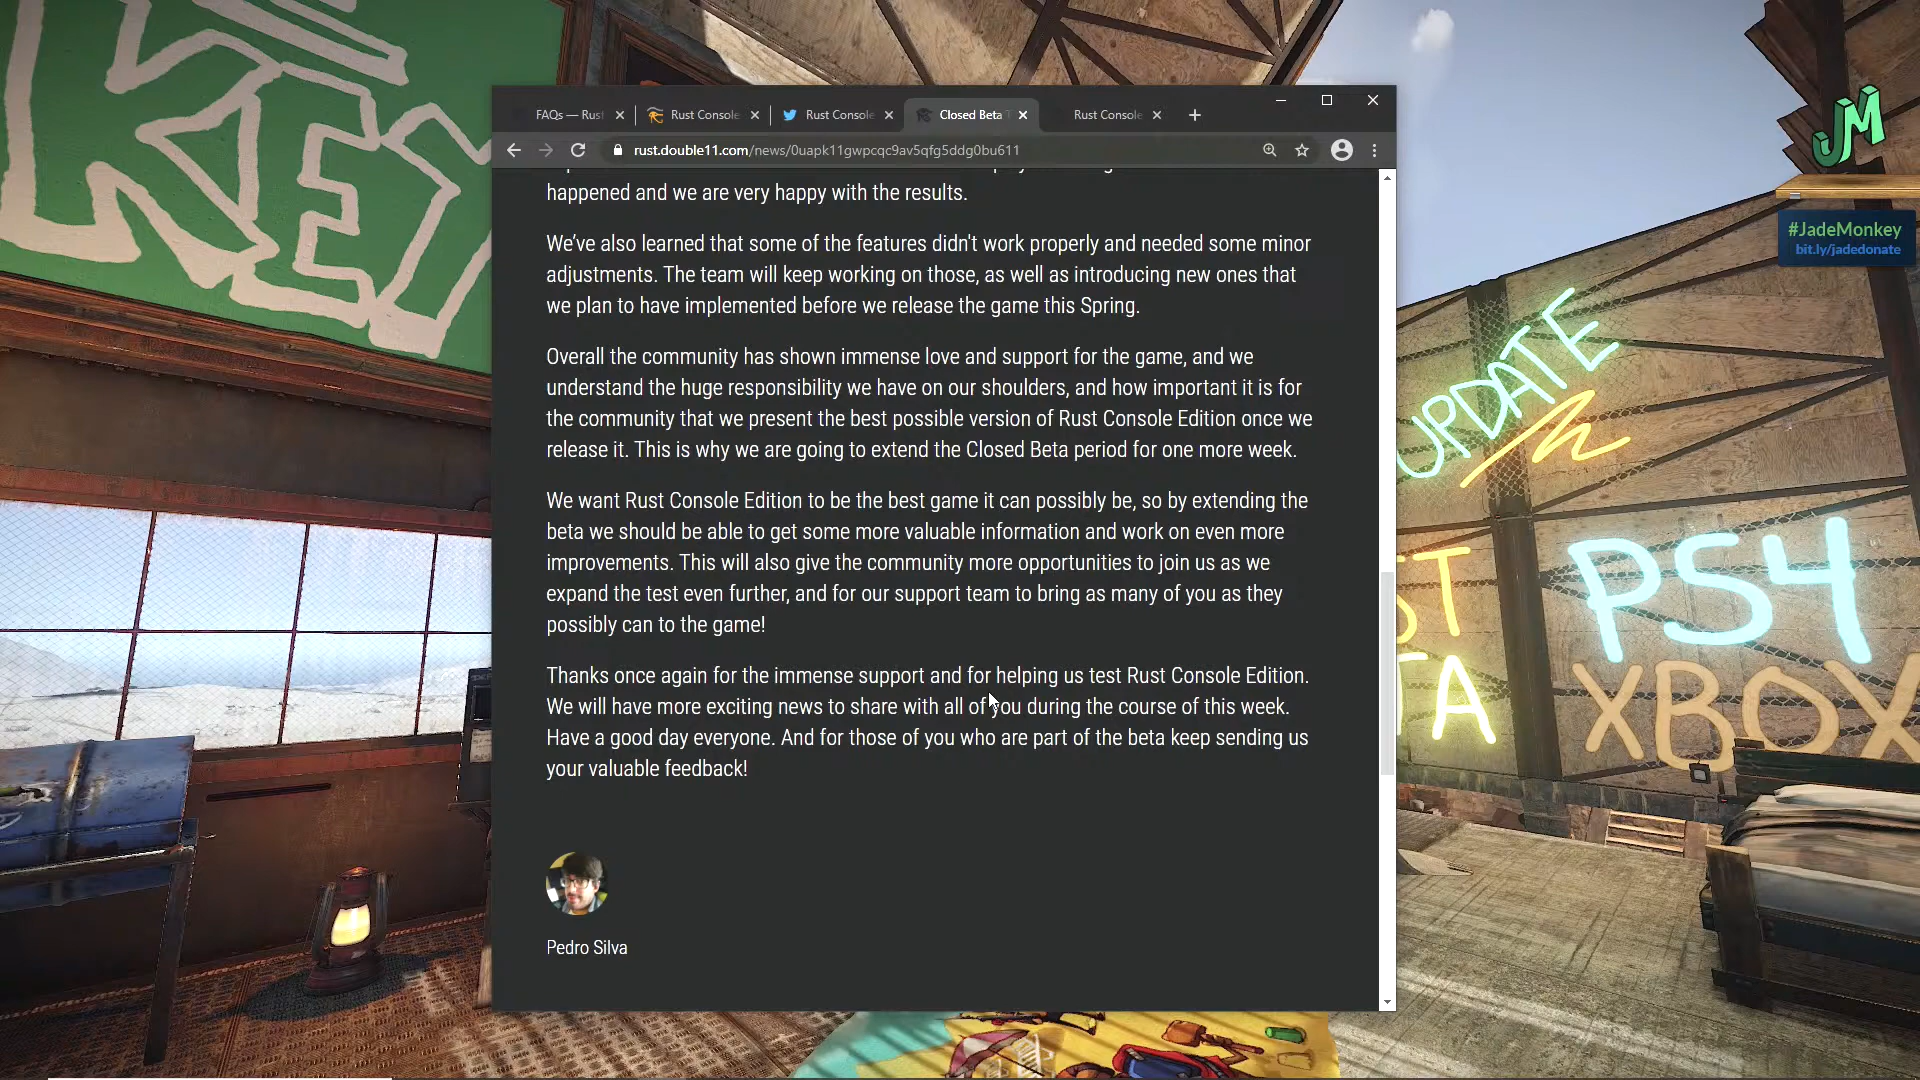 KEY
FAQs — Rust
Rust Console
Rust Console
Closed Beta T
Rust Console
rust.double11.com/news/0uapk11gwpcqc9av5qfg5ddg0bu611
happened and we are very happy with the results.
We’ve also learned that some of the features didn't work properly and needed some minor
adjustments. The team will keep working on those, as well as introducing new ones that
we plan to have implemented before we release the game this Spring.
Overall the community has shown immense love and support for the game, and we
understand the huge responsibility we have on our shoulders, and how important it is for
the community that we present the best possible version of Rust Console Edition once we
release it. This is why we are going to extend the Closed Beta period for one more week.
We want Rust Console Edition to be the best game it can possibly be, so by extending the
beta we should be able to get some more valuable information and work on even more
improvements. This will also give the community more opportunities to join us as we
expand the test even further, and for our support team to bring as many of you as they
possibly can to the game!
Thanks once again for the immense support and for helping us test Rust Console Edition.
We will have more exciting news to share with all of you during the course of this week.
Have a good day everyone. And for those of you who are part of the beta keep sending us
your valuable feedback!
Pedro Silva
JM
#JadeMonkey
bit.ly/jadedonate
UPDATE
ST
TA
PS4
XBOX